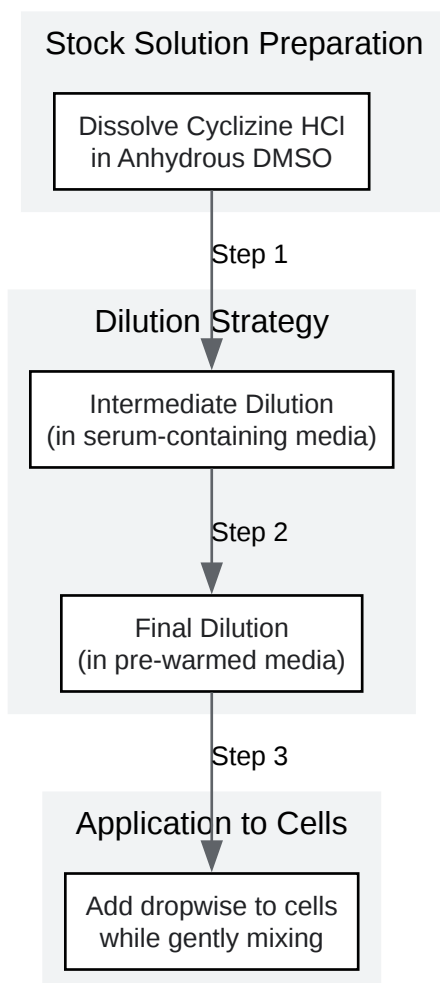 Stock Solution Preparation
Dissolve Cyclizine HCl
in Anhydrous DMSO
Step 1
Dilution Strategy
Intermediate Dilution
(in serum-containing media)
Step 2
Final Dilution
(in pre-warmed media)
Step 3
Application to Cells
Add dropwise to cells
while gently mixing